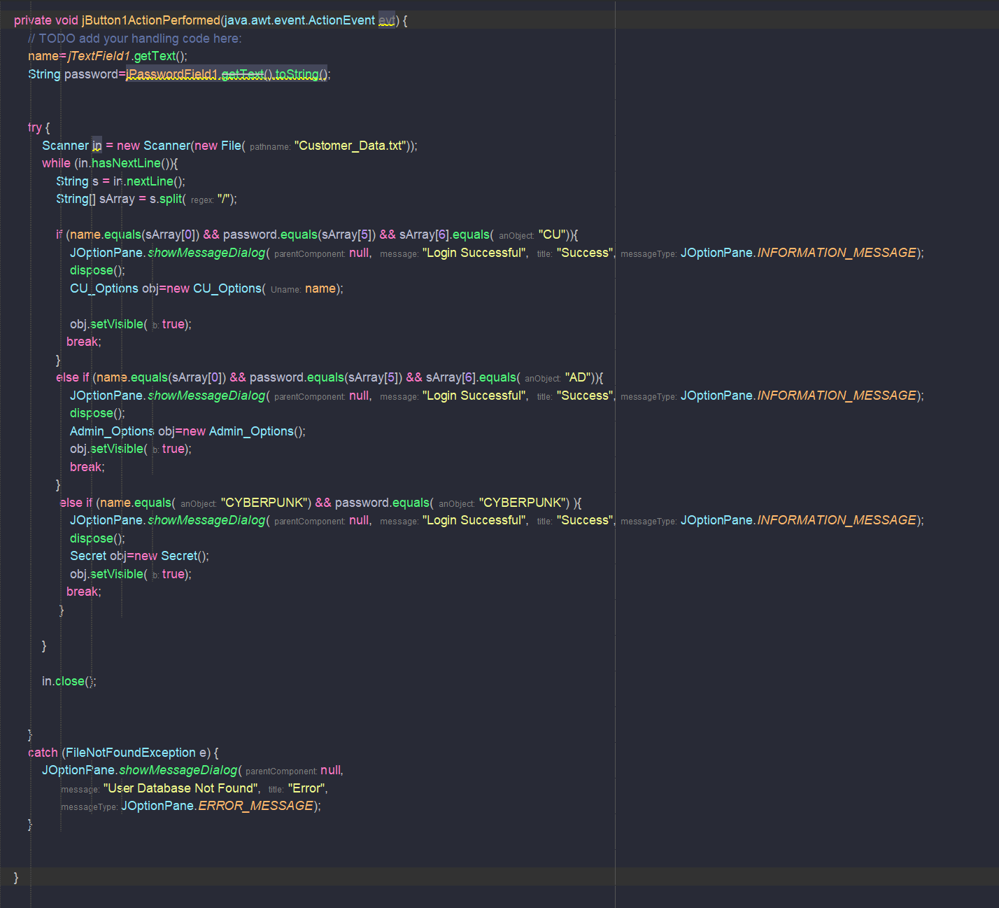 private void jButton1ActionPerformed(java.awt.event.ActionEvent evt) {
// TODO add your handling code here:
name=jTextField1.getText();
String password=jPasswordField1.getText().toString();
try {
Scanner in = new Scanner(new File( pathname: "Customer_Data.txt"));
while (in.hasNextLine()){
String s = in.nextLine();
String[] sArray = s.split( regex: "/");
if (name.equals(sArray[0]) && password.equals(sArray[5]) && sArray[6].equals( anObject: "CU")){
JOptionPane.showMessageDialog( parentComponent: null, message: "Login Successful", title: "Success", messageType: JOptionPane.INFORMATION_MESSAGE);
dispose();
CU_Options obj=new CU_Options( Uname: name);
obj.setVisible( b: true);
break;
}
else if (name.equals(sArray[0]) && password.equals(sArray[5]) && sArray[6].equals( anObject: "AD")){
JOptionPane.showMessageDialog( parentComponent: null, message: "Login Successful", title: "Success", messageType: JOptionPane.INFORMATION_MESSAGE);
dispose();
Admin_Options obj=new Admin_Options();
obj.setVisible( b: true);
break;
}
else if (name.equals( anObject: "CYBERPUNK") && password.equals( anObject: "CYBERPUNK") ){
JOptionPane.showMessageDialog( parentComponent: null, message: "Login Successful", title: "Success", messageType: JOptionPane.INFORMATION_MESSAGE);
dispose();
Secret obj=new Secret();
obj.setVisible( b: true);
break;
}
}
in.close();
}
catch (FileNotFoundException e) {
JOptionPane.showMessageDialog( parentComponent: null,
message: "User Database Not Found", title: "Error",
messageType: JOptionPane.ERROR_MESSAGE);
}
}